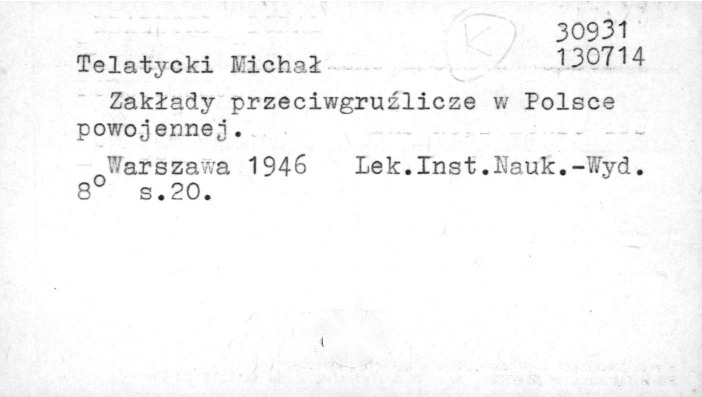 30931
130714
Telatycki Michał
Zakłady przeciwgruźlicze w Polsce
powojennej.
Warszawa 1946 Lek.Inst.Nauk.-Wyd.
8° s.20.